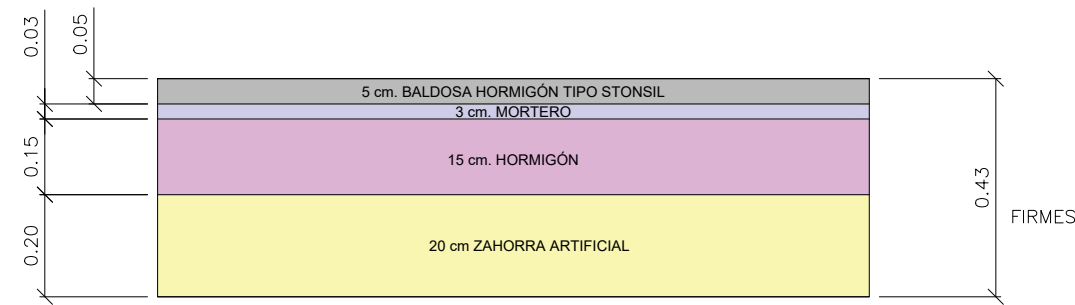 0.03
0.05
5 cm. BALDOSA HORMIGÓN TIPO STONSIL
3 cm. MORTERO
0.15
15 cm. HORMIGÓN
0.43
FIRMES
0.20
20 cm ZAHORRA ARTIFICIAL